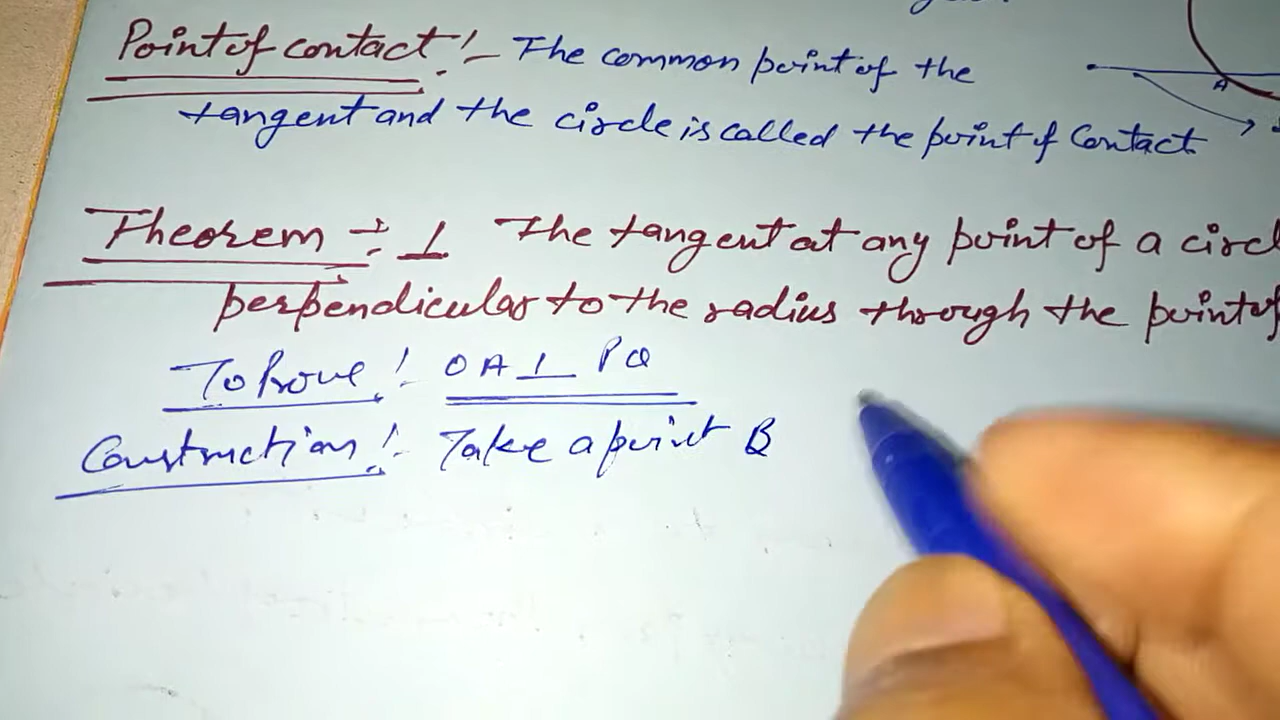 Point of contact :- The common point of the
tangent and the circle is called the point of Contact.
A
Theorem :- 1 The tangent at any point of a circl
perpendicular to the radius through the point of
To Prove :- OA ⊥ PQ
Construction :- Take a point B